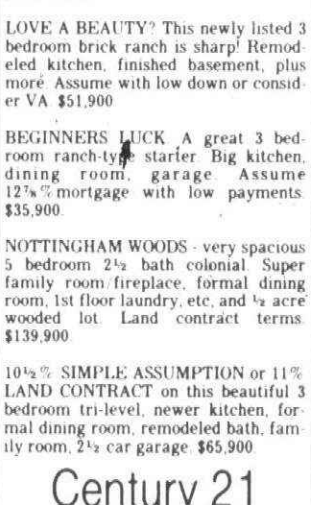 LOVE A BEAUTY? This newly listed 3
bedroom brick ranch is sharp! Remod-
eled kitchen, finished basement, plus
more. Assume with low down or consid-
er VA. $51,900
BEGINNERS LUCK. A great 3 bed-
room ranch-type starter. Big kitchen,
dining room, garage. Assume
12⅞% mortgage with low payments.
$35,900.
NOTTINGHAM WOODS - very spacious
5 bedroom 2½ bath colonial. Super
family room/fireplace, formal dining
room, 1st floor laundry, etc, and ½ acre
wooded lot. Land contract terms.
$139,900.
10½% SIMPLE ASSUMPTION or 11%
LAND CONTRACT on this beautiful 3
bedroom tri-level, newer kitchen, for-
mal dining room, remodeled bath, fam-
ily room, 2½ car garage. $65,900.
Century 21